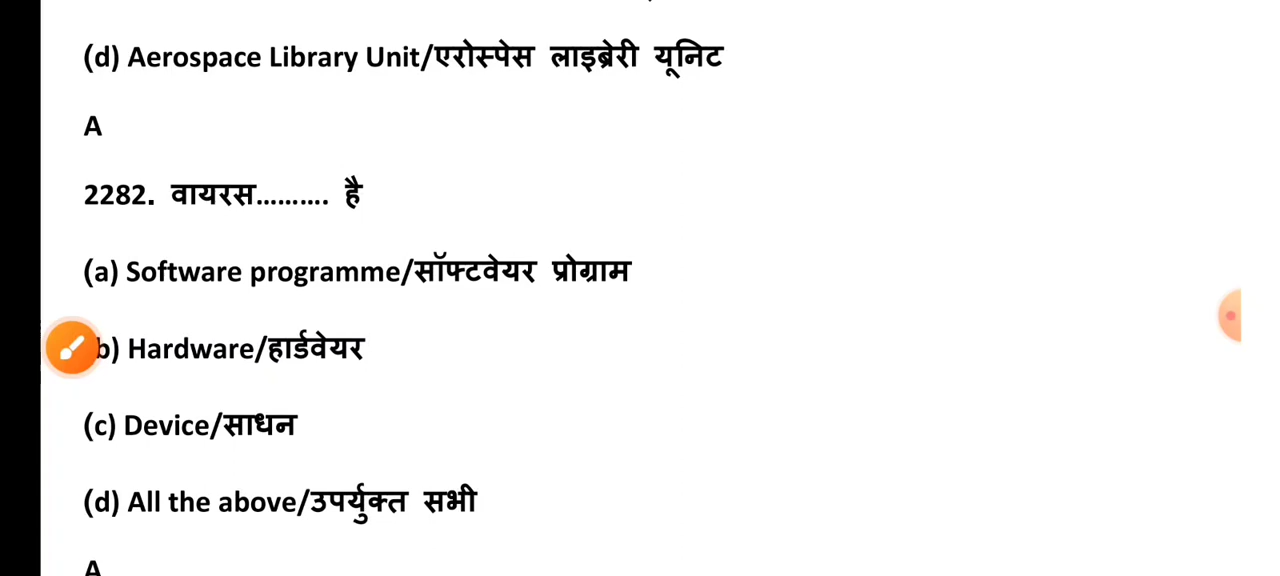 (d) Aerospace Library Unit/एरोस्पेस लाइब्रेरी यूनिट
A
2282. वायरस.......... है
(a) Software programme/सॉफ्टवेयर प्रोग्राम
b) Hardware/हार्डवेयर
(c) Device/साधन
(d) All the above/उपर्युक्त सभी
A